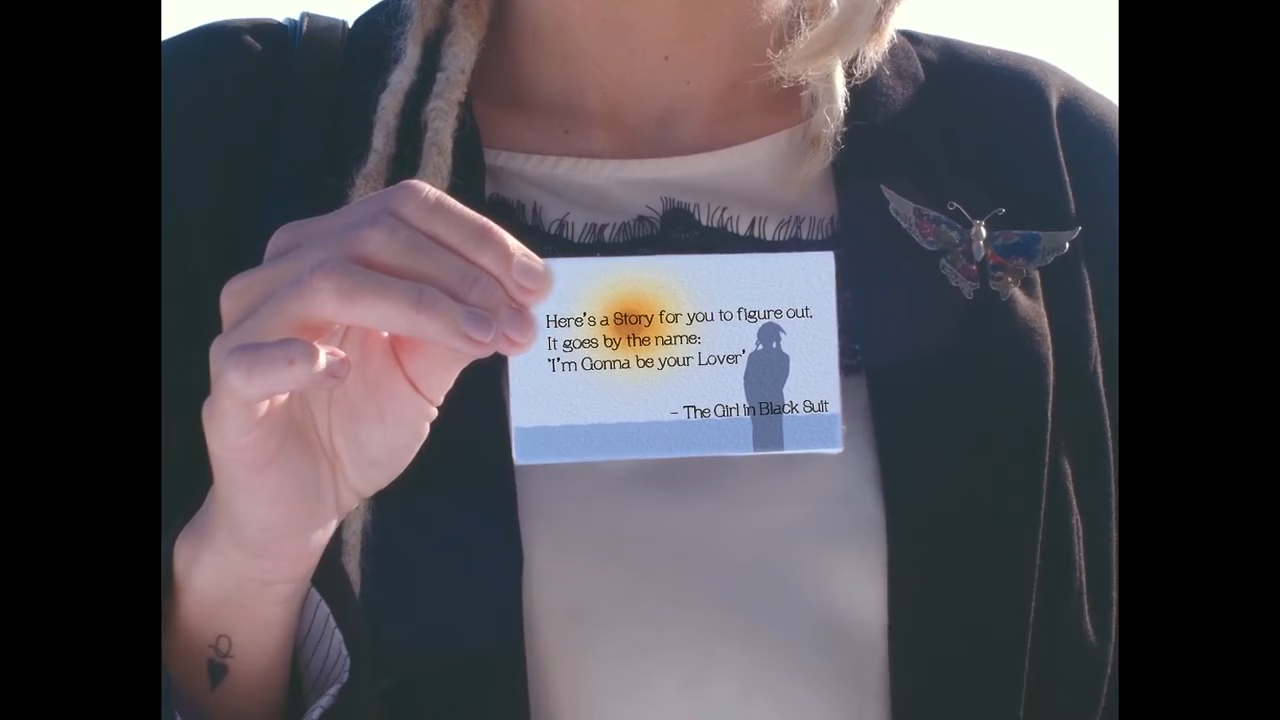 Here's a Story for you to figure out.
It goes by the name:
'I'm Gonna be your Lover'
- The Girl in Black Suit
Q